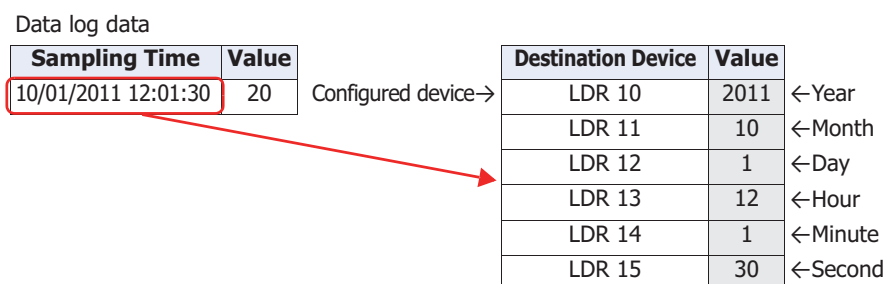 Data log data
Sampling Time Value Destination Device Value
10/01/2011 12:01:30 20 Configured device→ LDR 10 2011 ←Year
LDR 11 10 ←Month
LDR 12 1 ←Day
LDR 13 12 ←Hour
LDR 14 1 ←Minute
LDR 15 30 ←Second